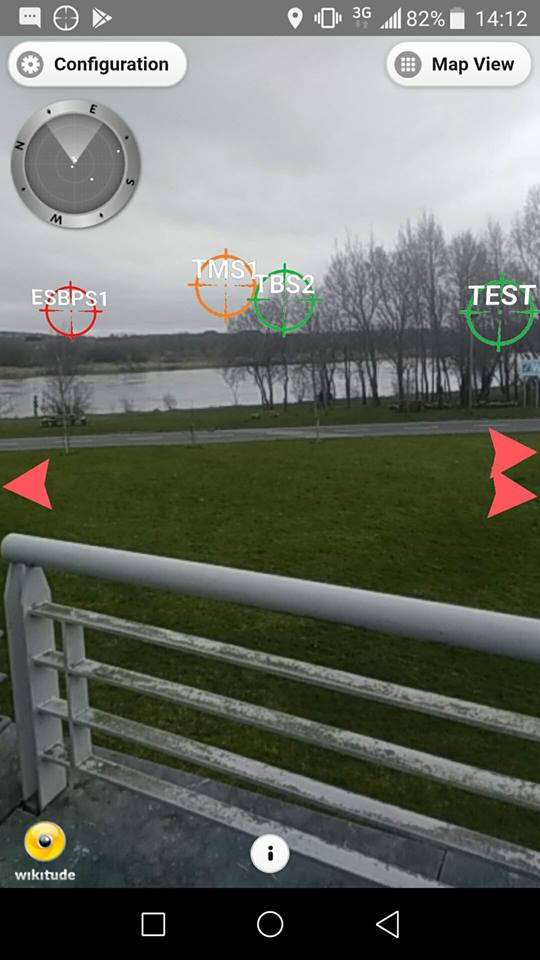 3G 82% 14:12
Configuration
Map View
N E S W
ESBPS1
TMS1
TBS2
TEST
wikitude
i